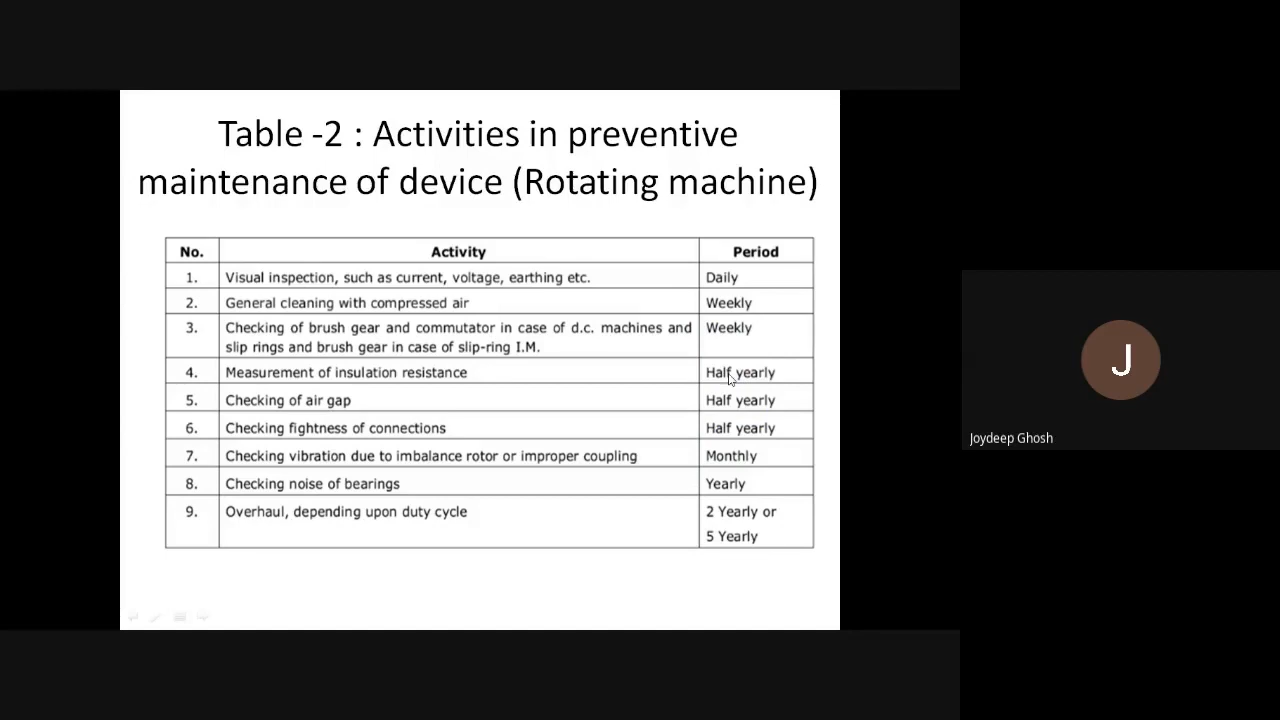 Table -2 : Activities in preventive
maintenance of device (Rotating machine)
No. Activity Period
1. Visual inspection, such as current, voltage, earthing etc. Daily
2. General cleaning with compressed air Weekly
3. Checking of brush gear and commutator in case of d.c. machines and Weekly
slip rings and brush gear in case of slip-ring I.M.
4. Measurement of insulation resistance Half yearly
5. Checking of air gap Half yearly
6. Checking fightness of connections Half yearly
7. Checking vibration due to imbalance rotor or improper coupling Monthly
8. Checking noise of bearings Yearly
9. Overhaul, depending upon duty cycle 2 Yearly or
5 Yearly
J
Joydeep Ghosh